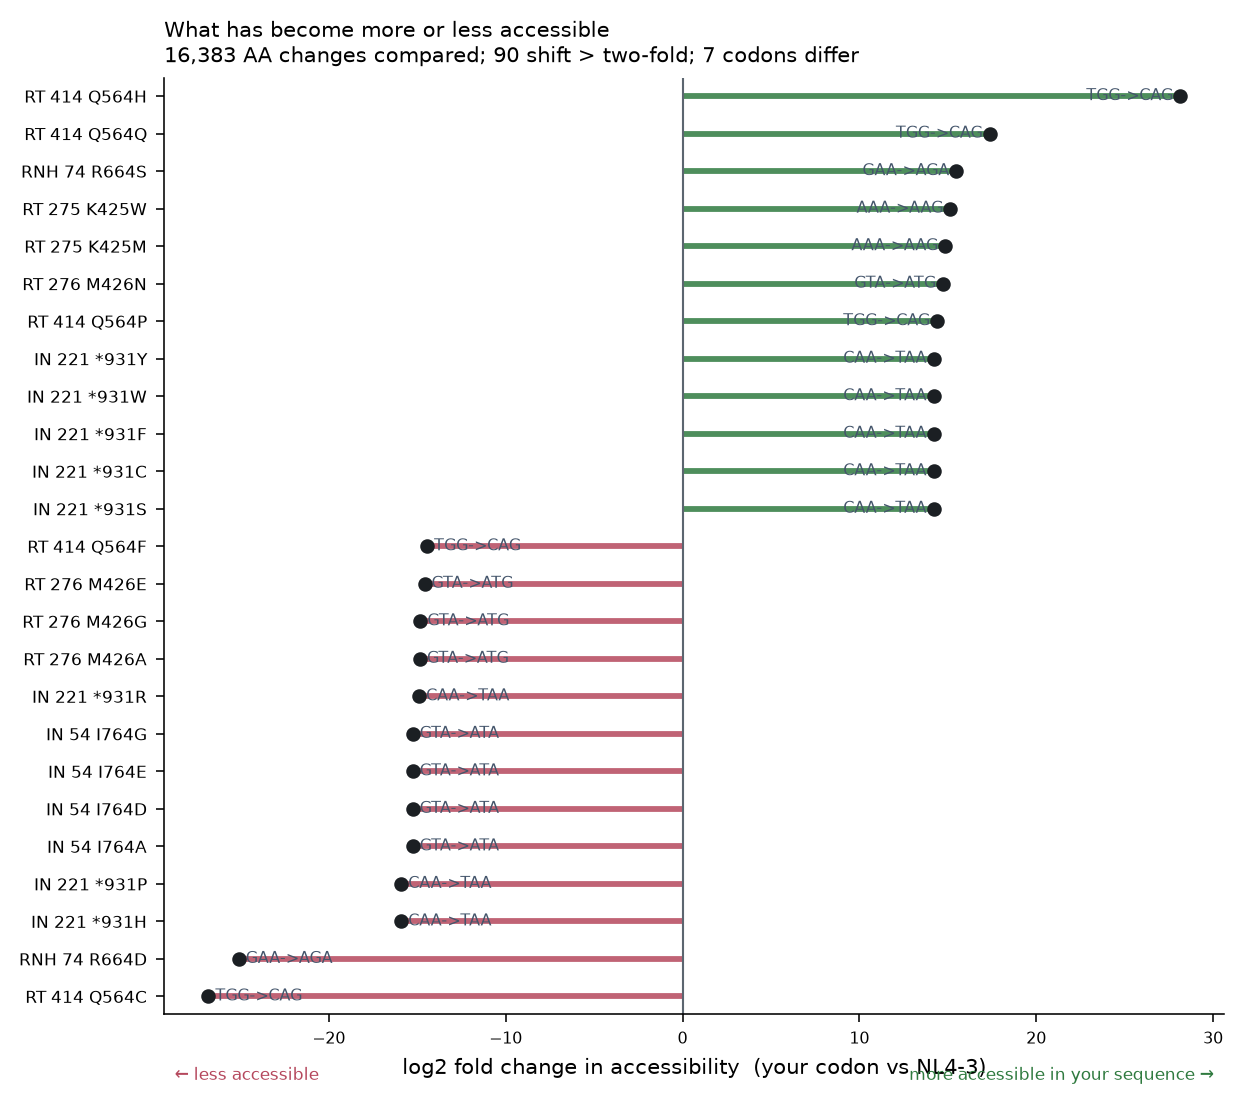 What has become more or less accessible
16,383 AA changes compared; 90 shift > two-fold; 7 codons differ
RT 414 Q564H TGG->CAG
RT 414 Q564Q TGG->CAG
RNH 74 R664S GAA->AGA
RT 275 K425W AAA->AAG
RT 275 K425M AAA->AAG
RT 276 M426N GTA->ATG
RT 414 Q564P TGG->CAG
IN 221 *931Y CAA->TAA
IN 221 *931W CAA->TAA
IN 221 *931F CAA->TAA
IN 221 *931C CAA->TAA
IN 221 *931S CAA->TAA
RT 414 Q564F TGG->CAG
RT 276 M426E GTA->ATG
RT 276 M426G GTA->ATG
RT 276 M426A GTA->ATG
IN 221 *931R CAA->TAA
IN 54 I764G GTA->ATA
IN 54 I764E GTA->ATA
IN 54 I764D GTA->ATA
IN 54 I764A GTA->ATA
IN 221 *931P CAA->TAA
IN 221 *931H CAA->TAA
RNH 74 R664D GAA->AGA
RT 414 Q564C TGG->CAG
−20 −10 0 10 20 30
log2 fold change in accessibility  (your codon vs NL4-3)
← less accessible more accessible in your sequence →